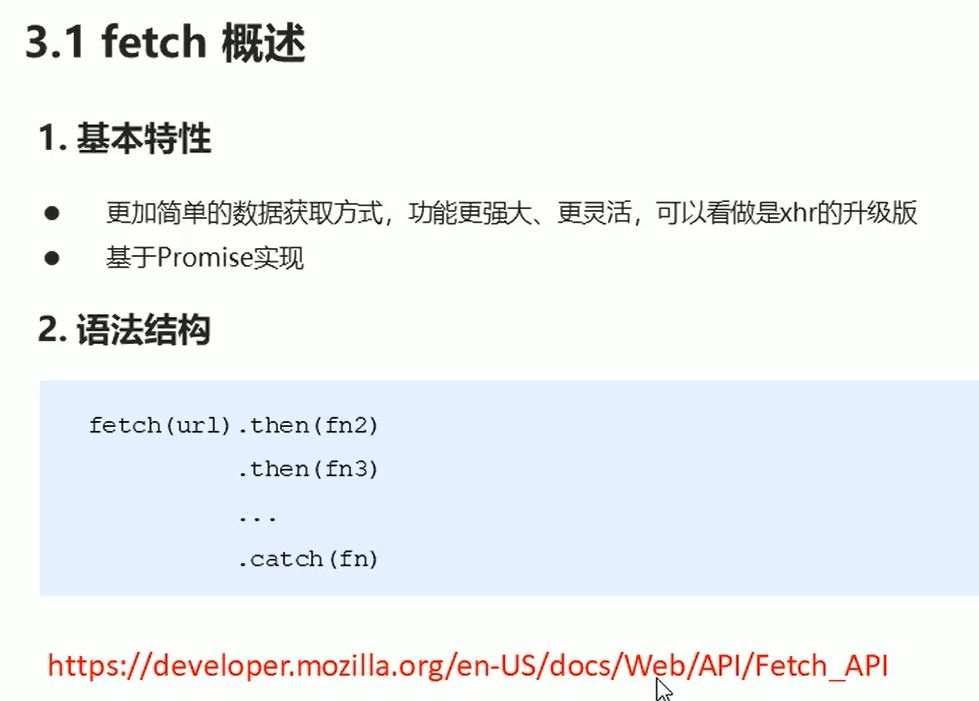 3.1 fetch 概述
1. 基本特性
● 更加简单的数据获取方式，功能更强大、更灵活，可以看做是xhr的升级版
● 基于Promise实现
2. 语法结构
fetch(url).then(fn2)
.then(fn3)
...
.catch(fn)
https://developer.mozilla.org/en-US/docs/Web/API/Fetch_API